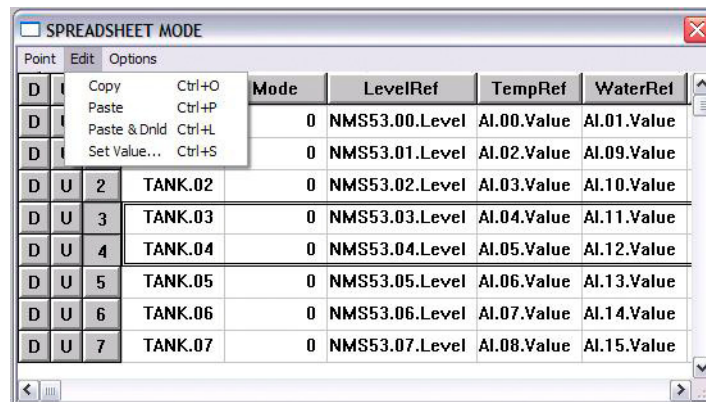 SPREADSHEET MODE
Point Edit Options
D Mode LevelRef TempRef WaterRef
Copy Ctrl+O
Paste Ctrl+P
Paste & Dnld Ctrl+L
Set Value... Ctrl+S
D 0 NMS53.00.Level AI.00.Value AI.01.Value
D 0 NMS53.01.Level AI.02.Value AI.09.Value
D U 2 TANK.02 0 NMS53.02.Level AI.03.Value AI.10.Value
D U 3 TANK.03 0 NMS53.03.Level AI.04.Value AI.11.Value
D U 4 TANK.04 0 NMS53.04.Level AI.05.Value AI.12.Value
D U 5 TANK.05 0 NMS53.05.Level AI.06.Value AI.13.Value
D U 6 TANK.06 0 NMS53.06.Level AI.07.Value AI.14.Value
D U 7 TANK.07 0 NMS53.07.Level AI.08.Value AI.15.Value